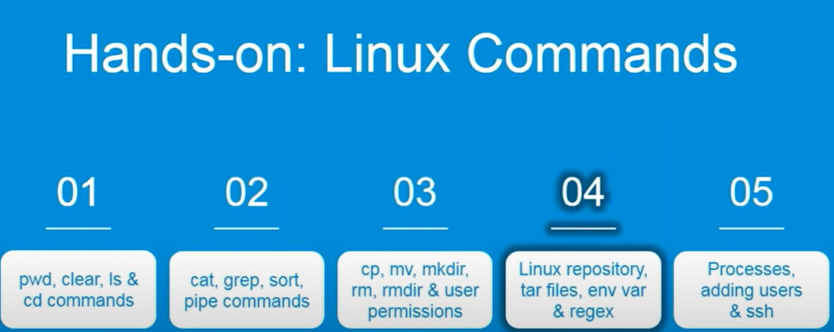 Hands-on: Linux Commands
01
02
03
04
05
pwd, clear, ls &
cd commands
cat, grep, sort,
pipe commands
cp, mv, mkdir,
rm, rmdir & user
permissions
Linux repository,
tar files, env var
& regex
Processes,
adding users
& ssh